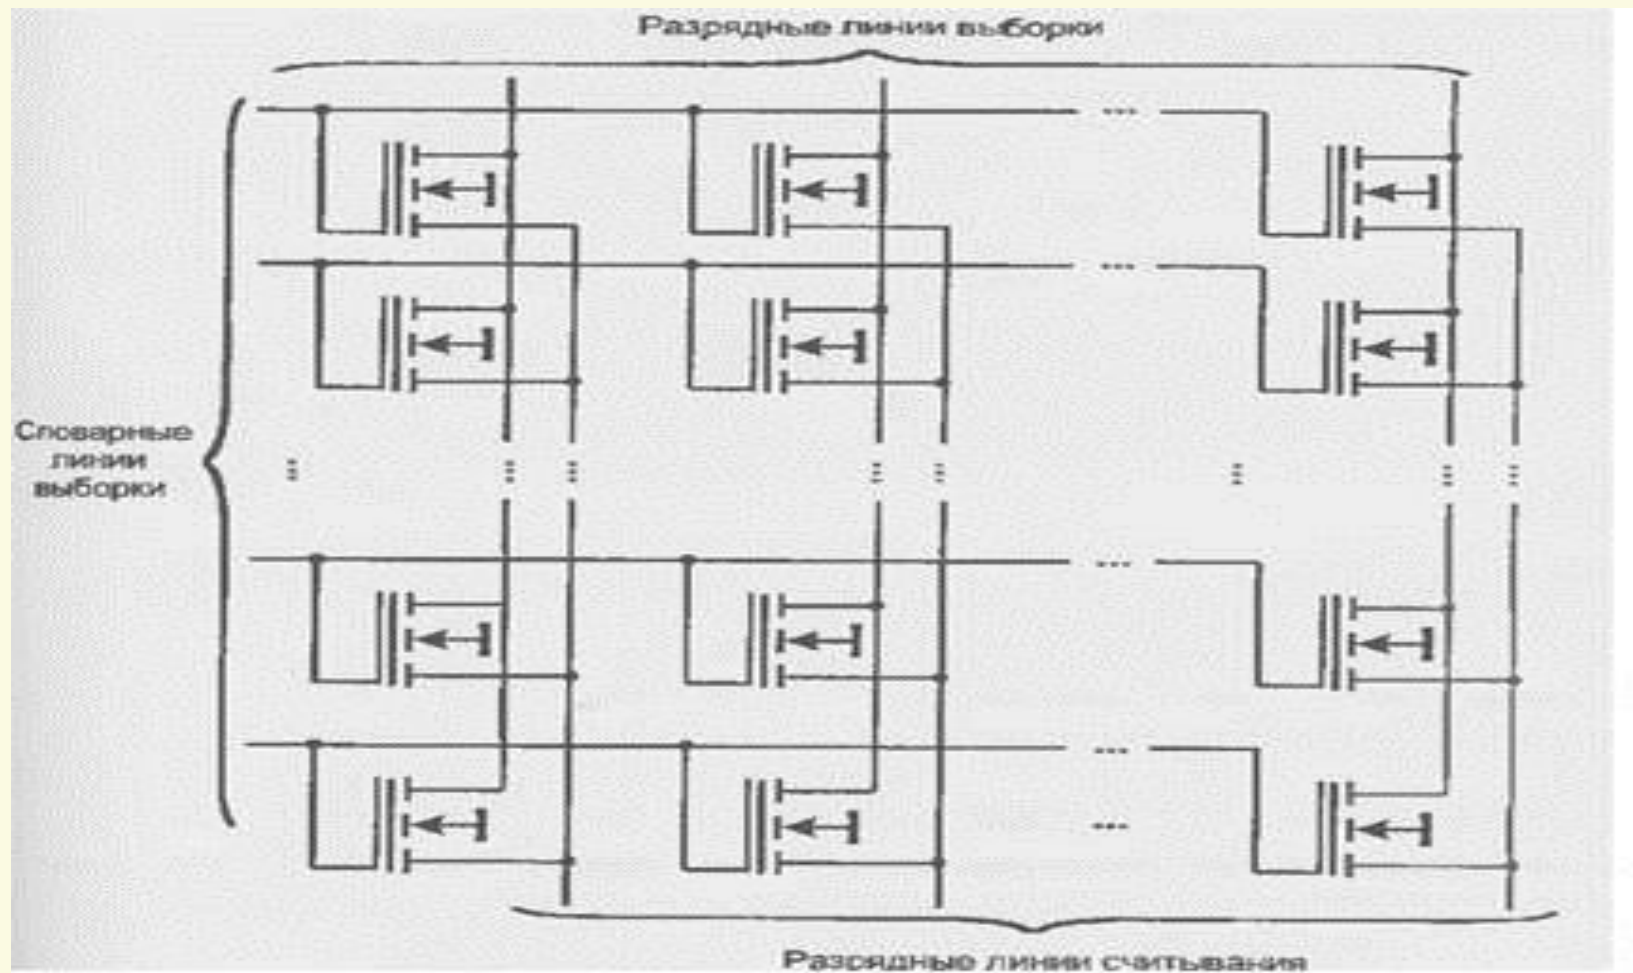 Разрядные линии выборки
Словарные
линии
выборки
Разрядные линии считывания